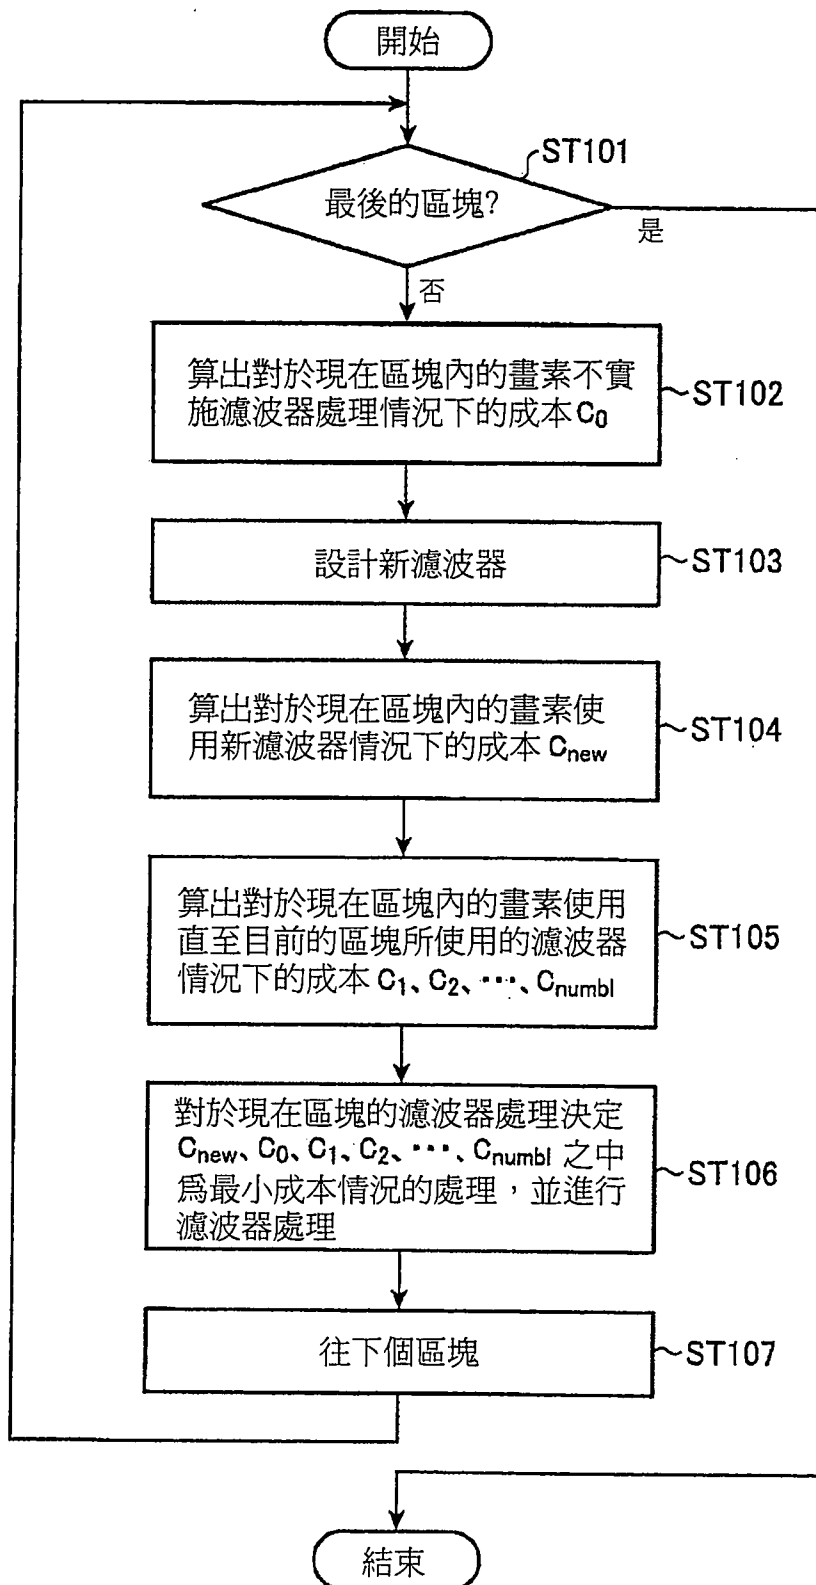 開始
ST101
最後的區塊?
是
否
算出對於現在區塊內的畫素不實
施濾波器處理情況下的成本C0
ST102
設計新濾波器
ST103
算出對於現在區塊內的畫素使
用新濾波器情況下的成本 Cnew
ST104
算出對於現在區塊內的畫素使用
直至目前的區塊所使用的濾波器
情況下的成本 C1、C2、…、Cnumbl
ST105
對於現在區塊的濾波器處理決定
Cnew、C0、C1、C2、…、Cnumbl 之中
爲最小成本情況的處理,並進行
濾波器處理
ST106
往下個區塊
ST107
結束